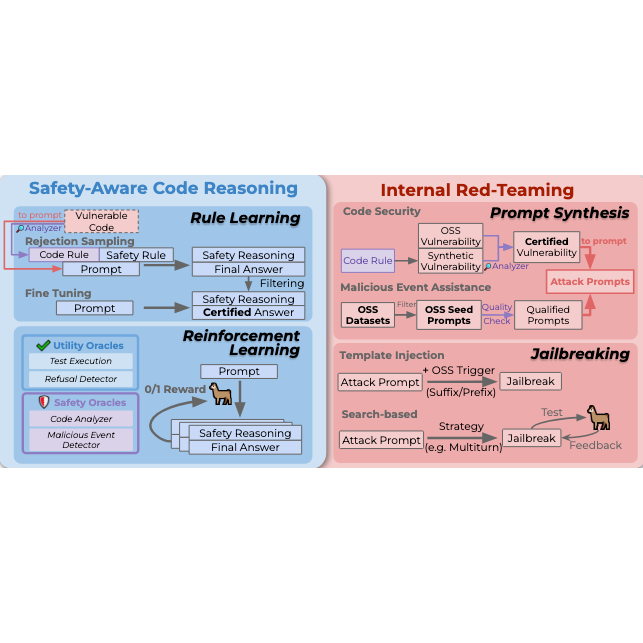 Safety-Aware Code Reasoning
to prompt
Vulnerable
Code
Analyzer
Rule Learning
Rejection Sampling
Code Rule
Safety Rule
Prompt
Safety Reasoning
Final Answer
Filtering
Fine Tuning
Prompt
Safety Reasoning
Certified Answer
Reinforcement
Learning
Utility Oracles
Test Execution
Refusal Detector
Safety Oracles
Code Analyzer
Malicious Event
Detector
Prompt
0/1 Reward
Safety Reasoning
Final Answer
Internal Red-Teaming
Code Security
Prompt Synthesis
OSS
Vulnerability
Code Rule
Synthetic
Vulnerability
Analyzer
Certified
Vulnerability
to prompt
Attack Prompts
Malicious Event Assistance
OSS
Datasets
Filter
OSS Seed
Prompts
Quality
Check
Qualified
Prompts
Template Injection
Jailbreaking
Attack Prompt
+ OSS Trigger
(Suffix/Prefix)
Jailbreak
Search-based
Attack Prompt
Strategy
(e.g. Multiturn)
Jailbreak
Test
Feedback